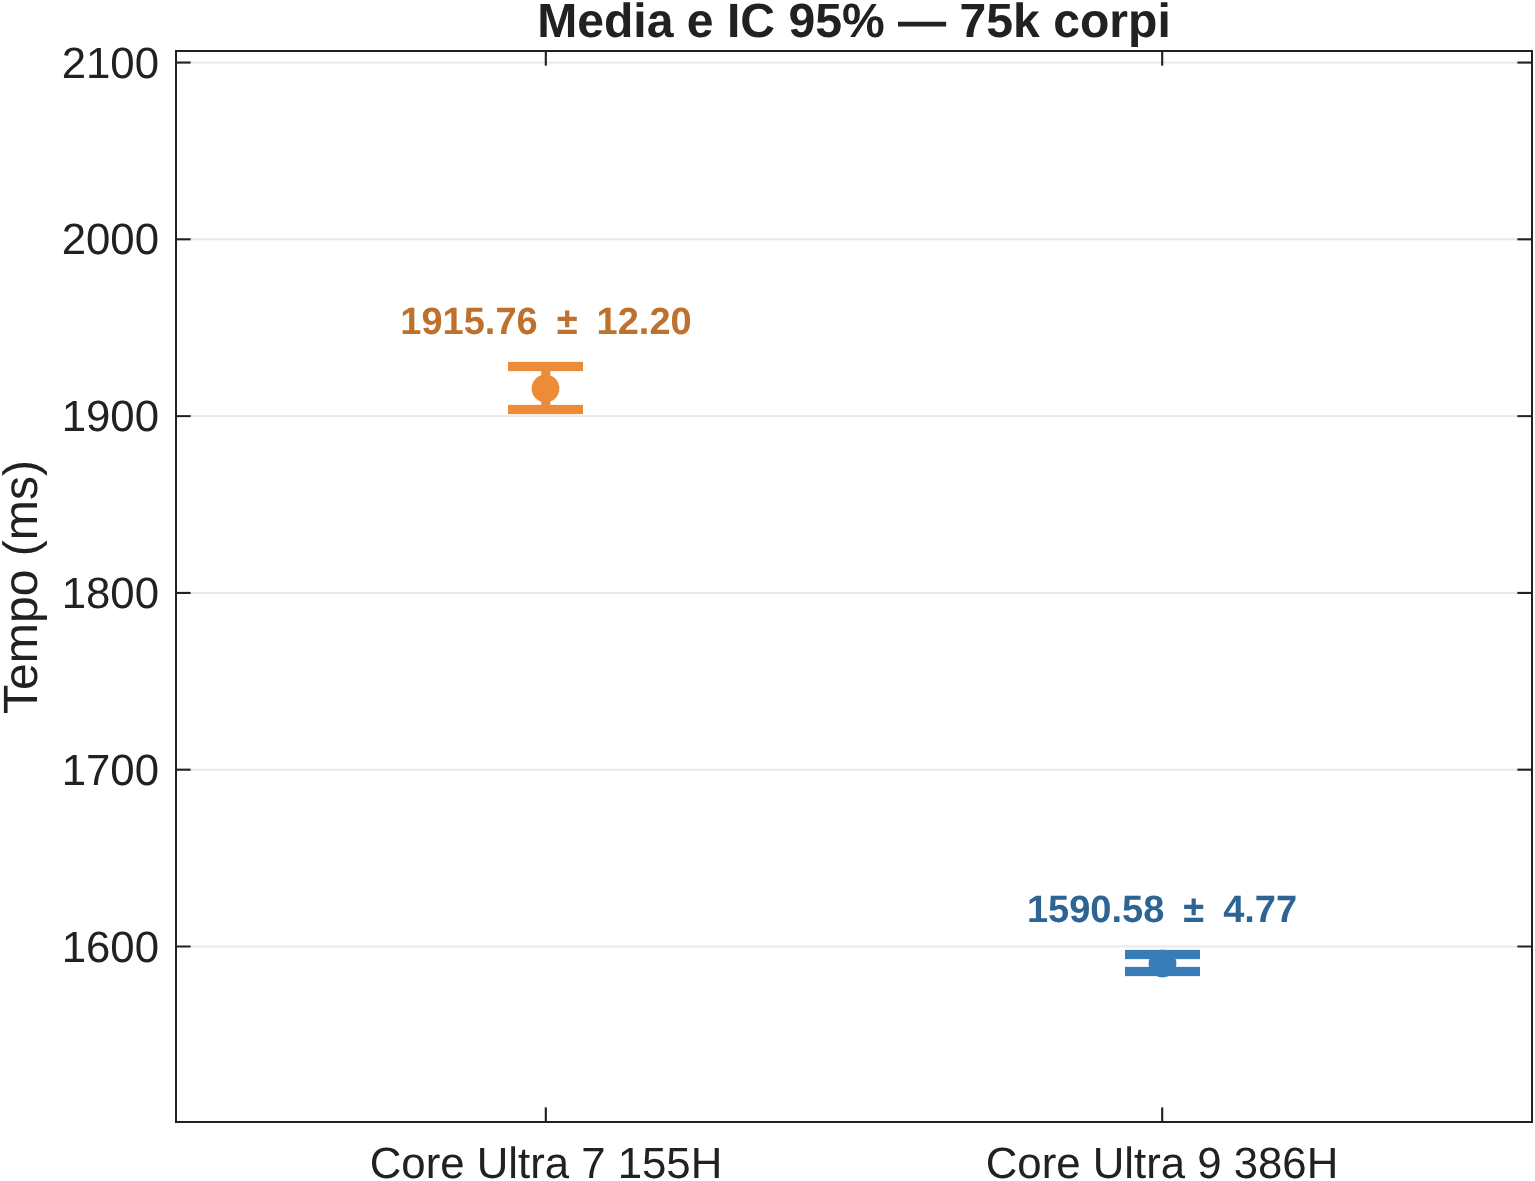 Media e IC 95% — 75k corpi
2100
2000
1900
1800
1700
1600
Tempo (ms)
1915.76 ± 12.20
1590.58 ± 4.77
Core Ultra 7 155H
Core Ultra 9 386H